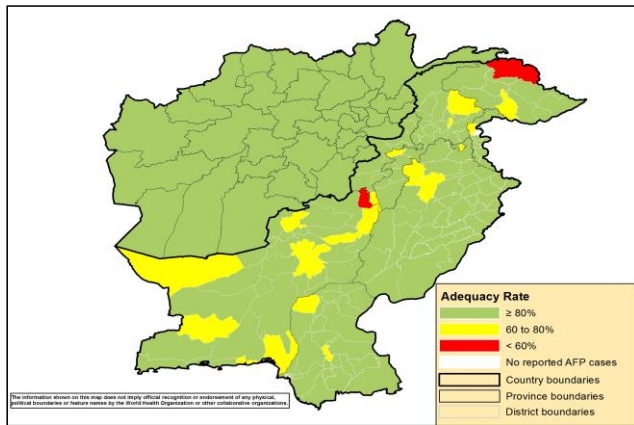 Adequacy Rate
≥ 80%
60 to 80%
< 60%
No reported AFP cases
Country boundaries
Province boundaries
District boundaries
The information shown on this map does not imply official recognition or endorsement of any physical,
political boundaries or feature names by the World Health Organization or other collaborative organizations.